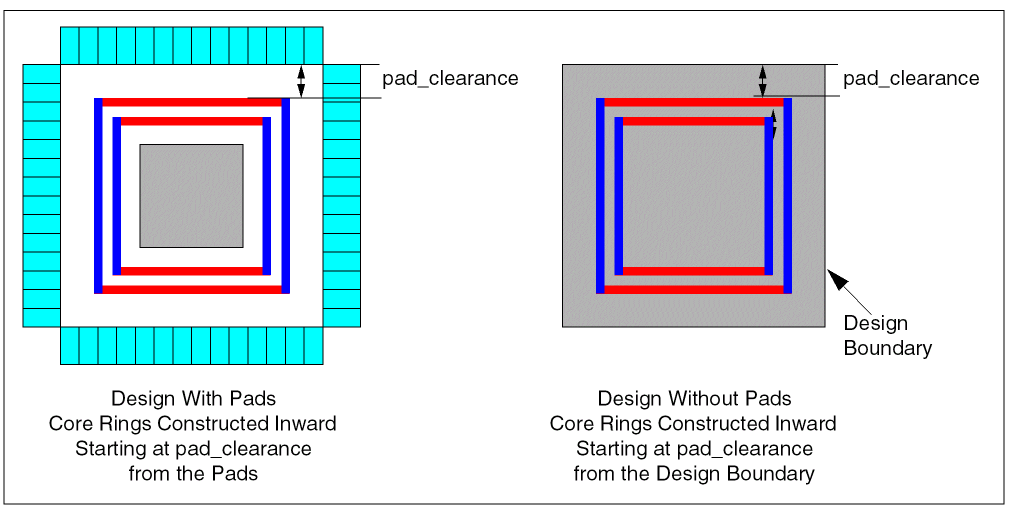 pad_clearance
pad_clearance
Design
Boundary
Design With Pads
Core Rings Constructed Inward
Starting at pad_clearance
from the Pads
Design Without Pads
Core Rings Constructed Inward
Starting at pad_clearance
from the Design Boundary